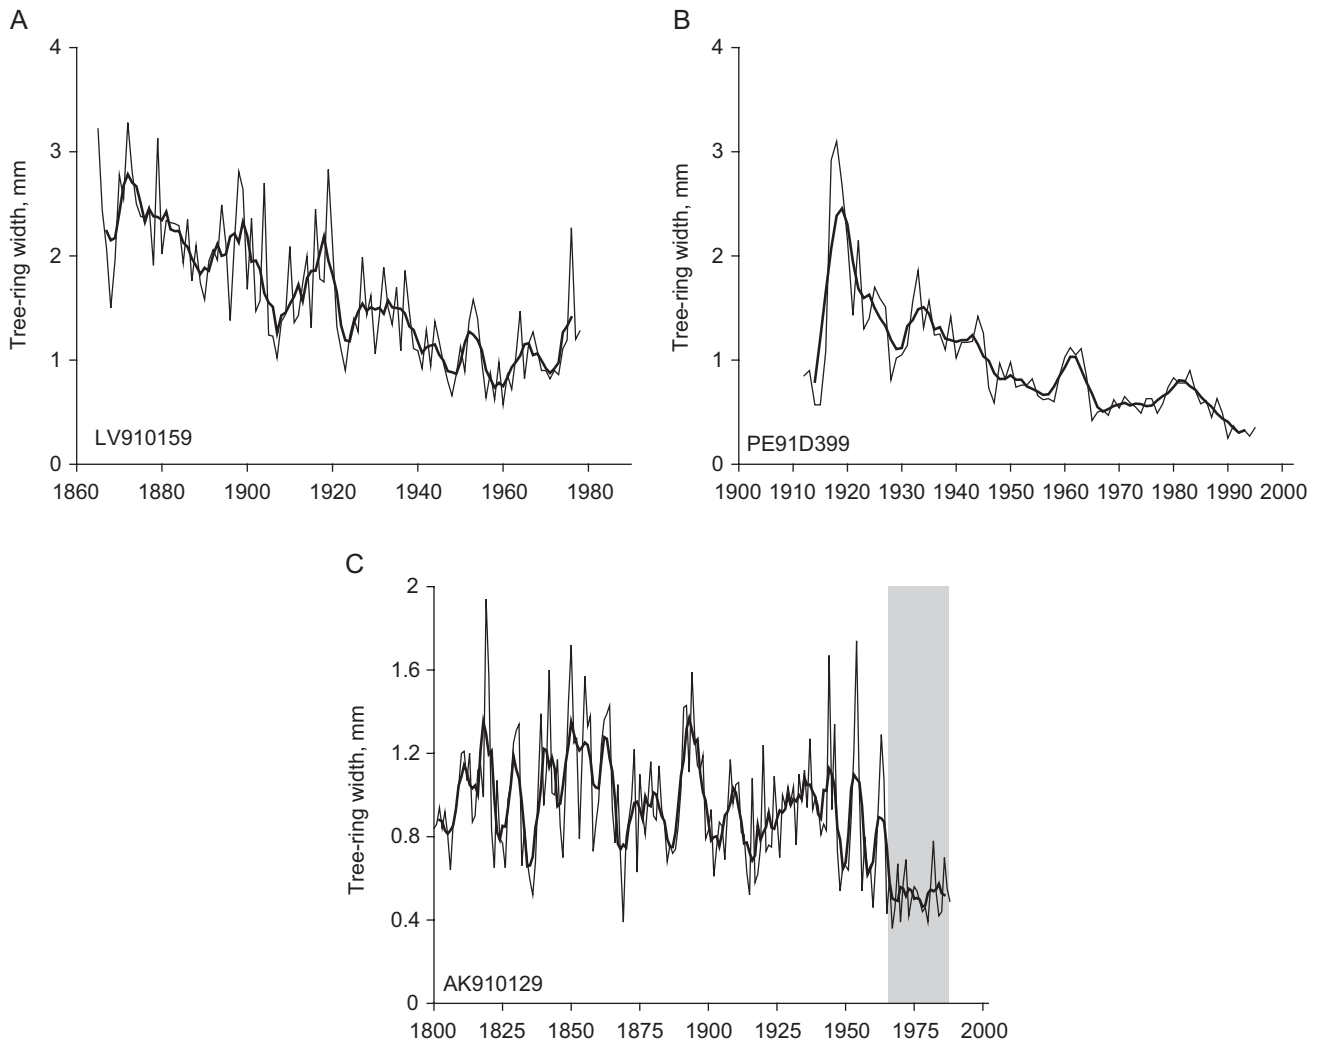 A
Tree-ring width, mm
4
3
2
1
0
LV910159
1860 1880 1900 1920 1940 1960 1980
B
Tree-ring width, mm
4
3
2
1
0
PE91D399
1900 1910 1920 1930 1940 1950 1960 1970 1980 1990 2000
C
Tree-ring width, mm
2
1.6
1.2
0.8
0.4
0
AK910129
1800 1825 1850 1875 1900 1925 1950 1975 2000